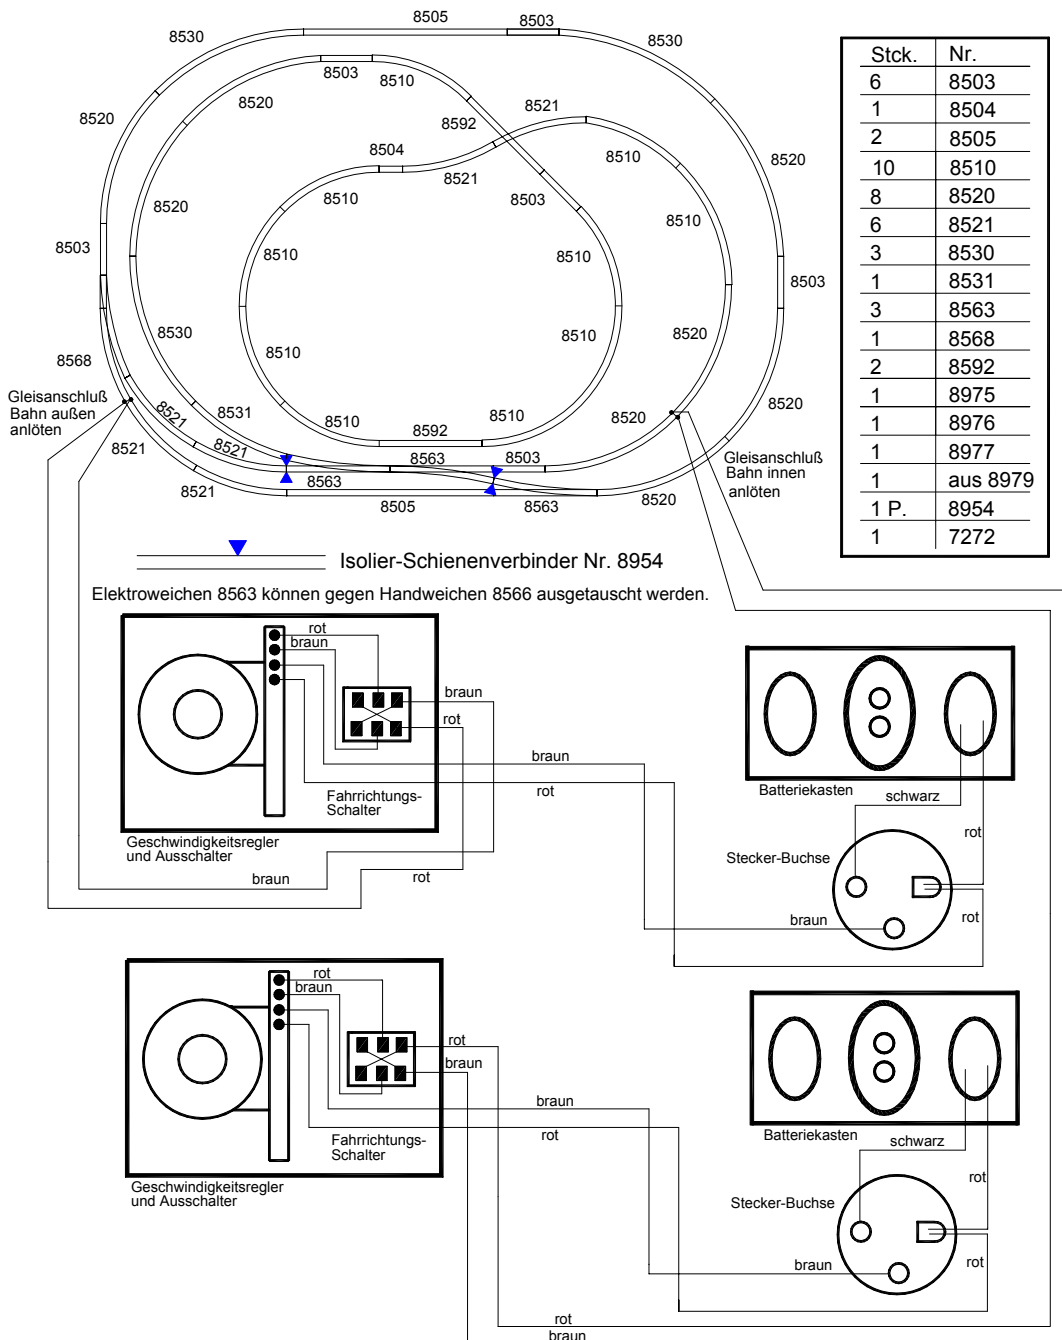 8505
8503
8530
8530
8503
8510
8520
8520
8592
8521
8504
8521
8510
8510
8503
8520
8520
8510
8510
8510
8510
8503
8503
8530
8510
8510
8520
8568
8531
8510
8510
8520
8520
8592
8521
8521
8521
8563
8503
8563
8521
8505
8563
8520
Gleisanschluß
Bahn außen
anlöten
Gleisanschluß
Bahn innen
anlöten
Stck. Nr.
6 8503
1 8504
2 8505
10 8510
8 8520
6 8521
3 8530
1 8531
3 8563
1 8568
2 8592
1 8975
1 8976
1 8977
1 aus 8979
1 P. 8954
1 7272
Isolier-Schienenverbinder Nr. 8954
Elektroweichen 8563 können gegen Handweichen 8566 ausgetauscht werden.
rot
braun
braun
rot
braun
rot
Fahrrichtungs-
Schalter
Geschwindigkeitsregler
und Ausschalter
braun
rot
Batteriekasten
schwarz
rot
Stecker-Buchse
rot
braun
rot
braun
rot
braun
braun
rot
Fahrrichtungs-
Schalter
Geschwindigkeitsregler
und Ausschalter
Batteriekasten
schwarz
rot
Stecker-Buchse
rot
braun
rot
braun